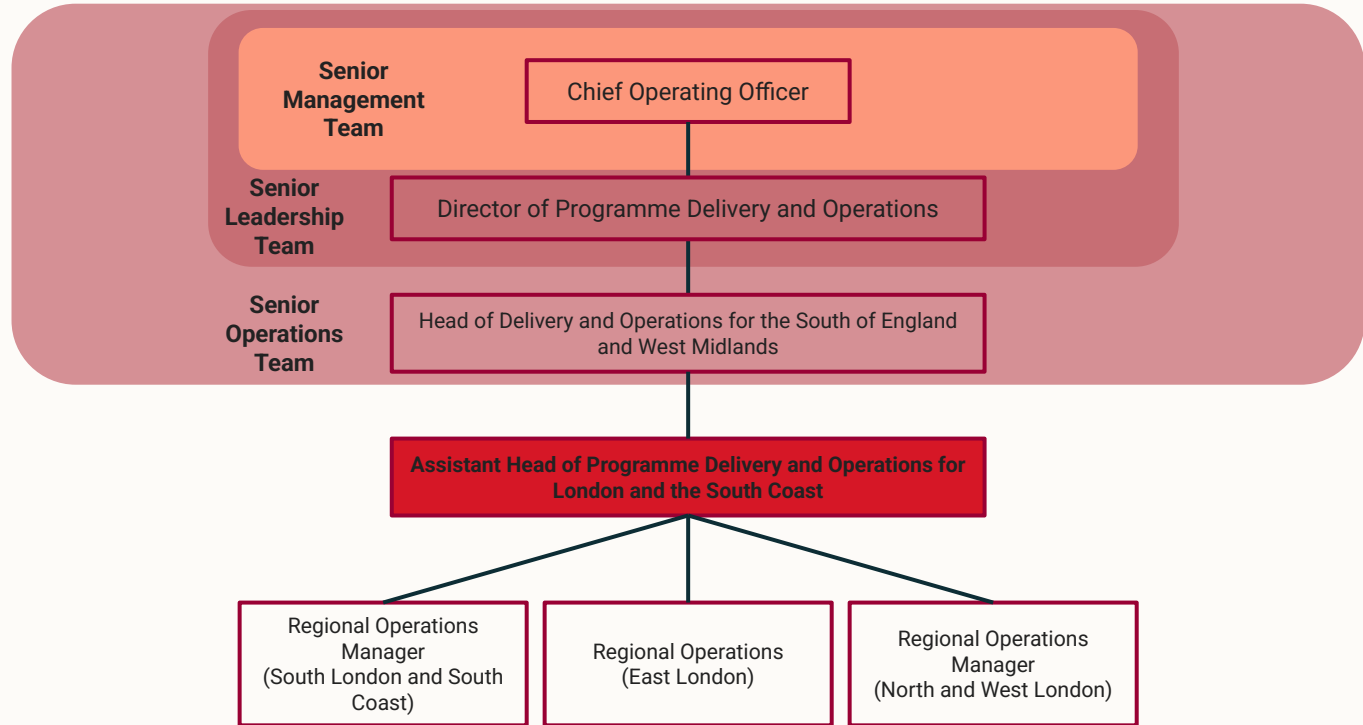 Senior
Management
Team
Chief Operating Officer
Senior
Leadership
Team
Director of Programme Delivery and Operations
Senior
Operations
Team
Head of Delivery and Operations for the South of England
and West Midlands
Assistant Head of Programme Delivery and Operations for
London and the South Coast
Regional Operations
Manager
(South London and South
Coast)
Regional Operations
(East London)
Regional Operations
Manager
(North and West London)